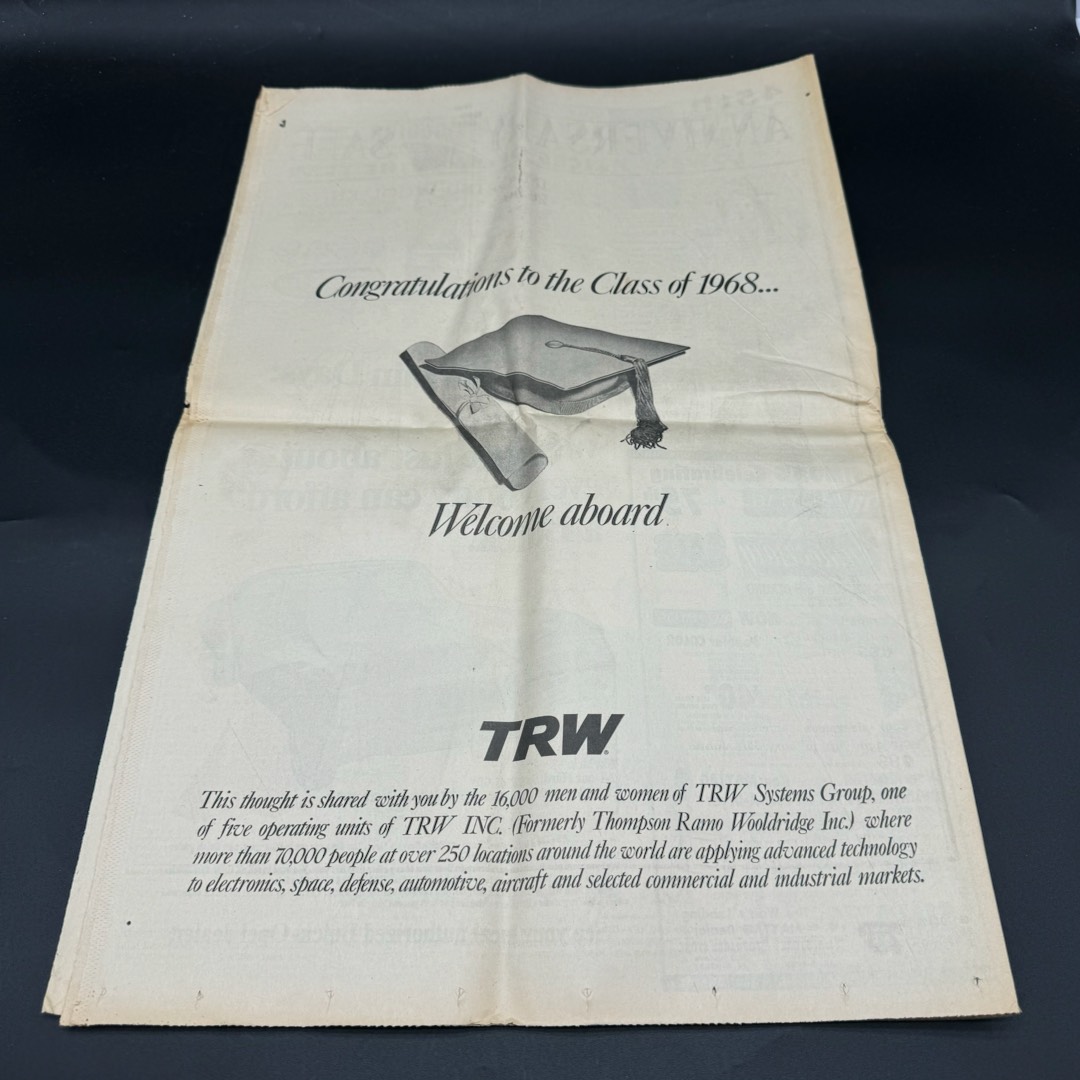 Congratulations to the Class of 1968...
Welcome aboard.
TRW
This thought is shared with you by the 16,000 men and women of TRW Systems Group, one
of five operating units of TRW INC. (Formerly Thompson Ramo Wooldridge Inc.) where
more than 70,000 people at over 250 locations around the world are applying advanced technology
to electronics, space, defense, automotive, aircraft and selected commercial and industrial markets.